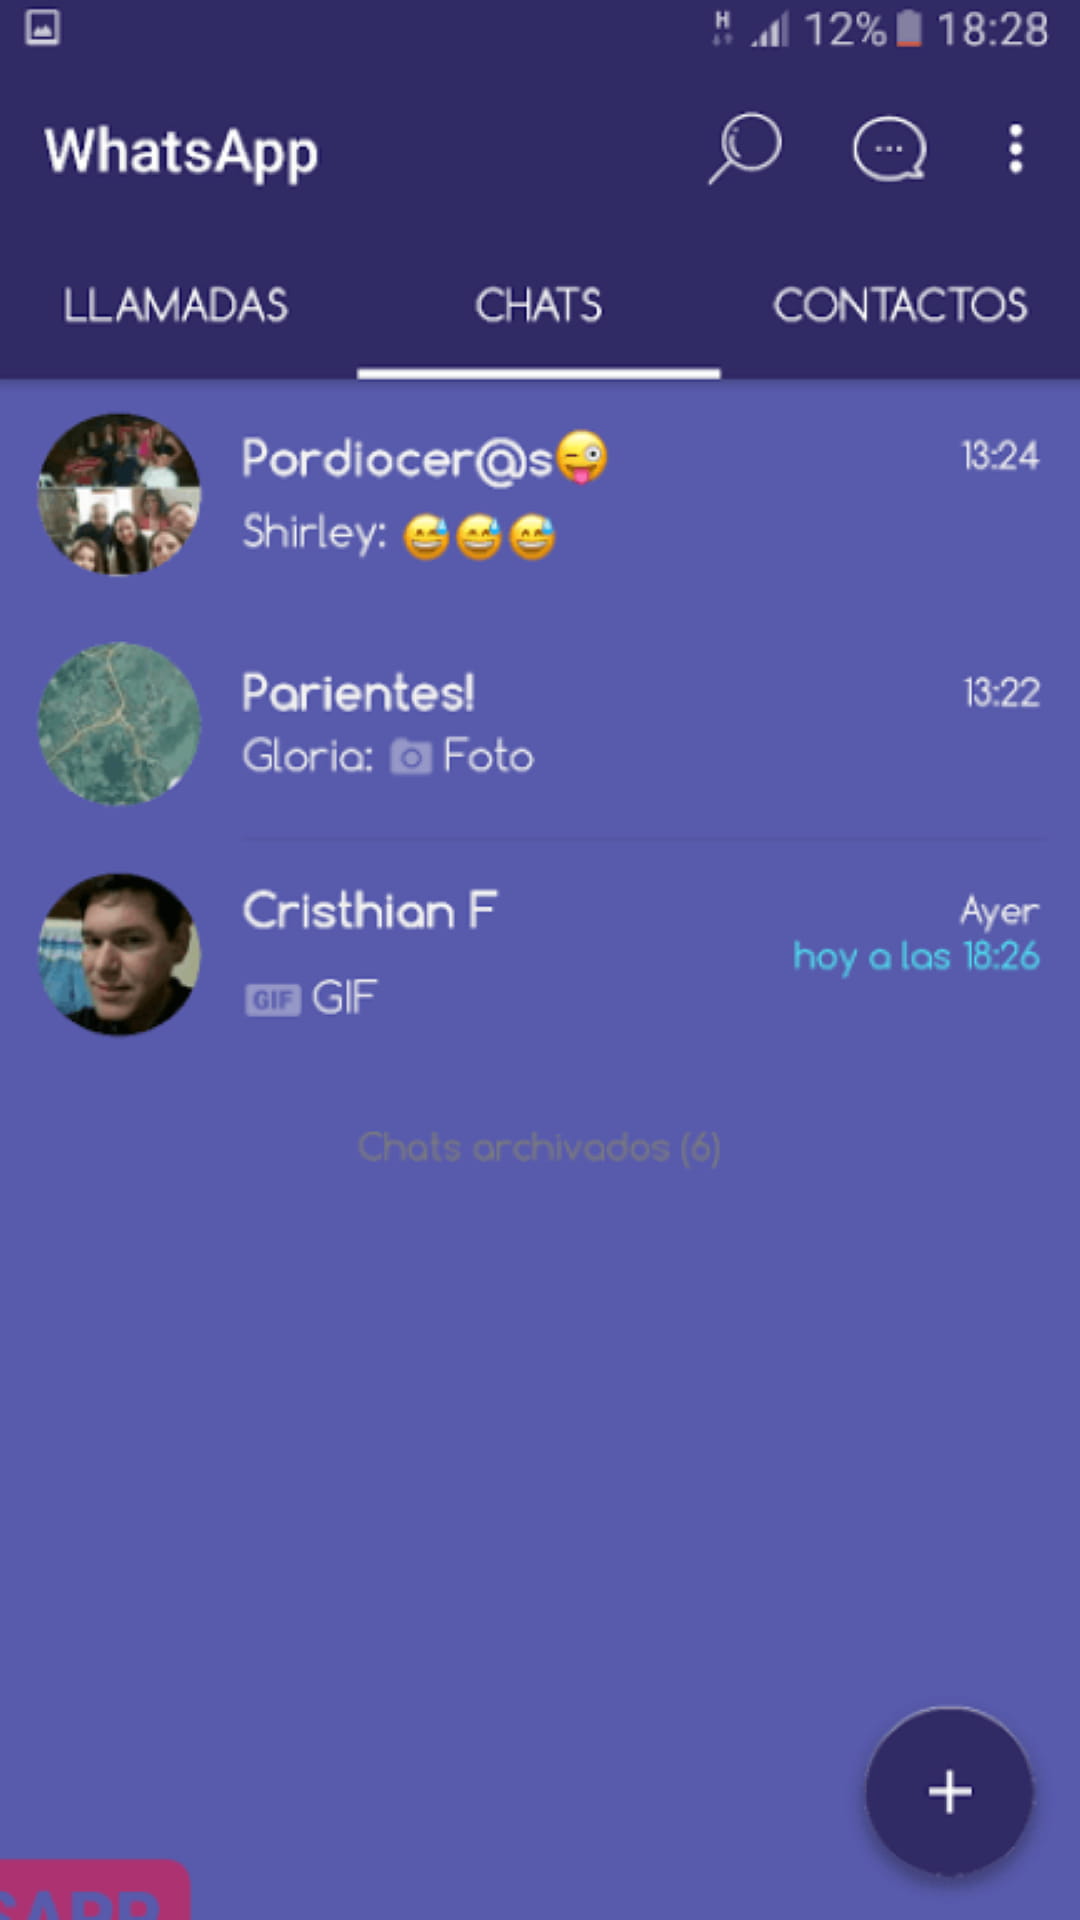 H 12% 18:28
WhatsApp
LLAMADAS CHATS CONTACTOS
Pordiocer@s😜 13:24
Shirley: 😅😅😅
Parientes! 13:22
Gloria: Foto
Cristhian F Ayer
hoy a las 18:26
GIF GIF
Chats archivados (6)
+
SAPP